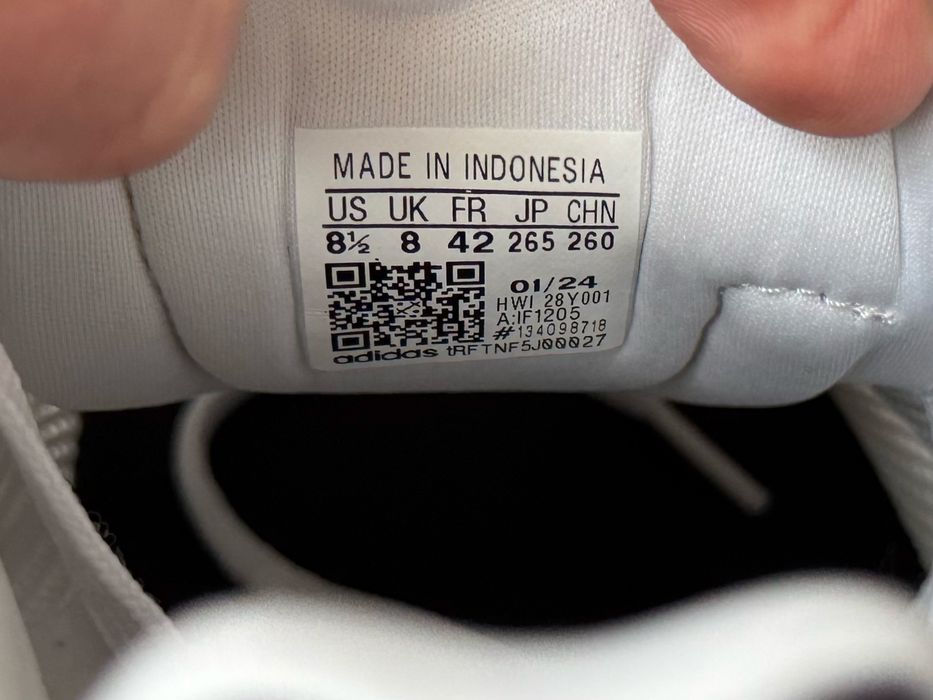 MADE IN INDONESIA
US UK FR JP CHN
8½ 8 42 265 260
01/24
HWI 28Y001
A:IF1205
#134098718
adidas tRFTNF5J00027